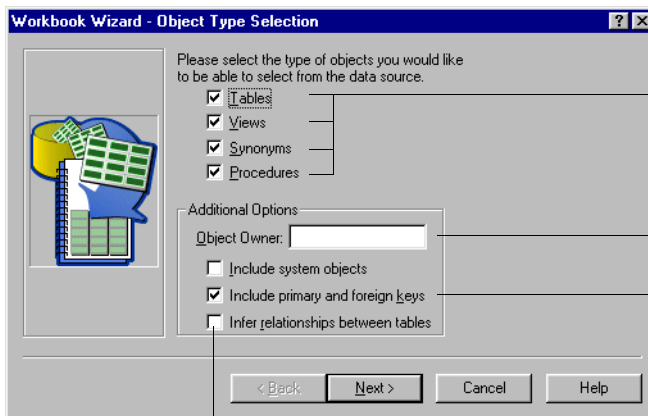 Workbook Wizard - Object Type Selection
Please select the type of objects you would like
to be able to select from the data source.
Tables
Views
Synonyms
Procedures
Additional Options
Object Owner:
Include system objects
Include primary and foreign keys
Infer relationships between tables
< Back
Next >
Cancel
Help